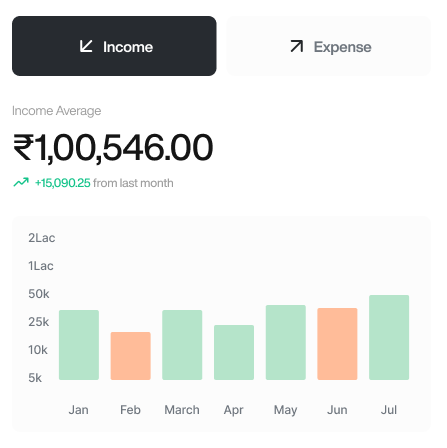 Income
Expense
Income Average
₹1,00,546.00
+15,090.25 from last month
2Lac
1Lac
50k
25k
10k
5k
Jan Feb March Apr May Jun Jul